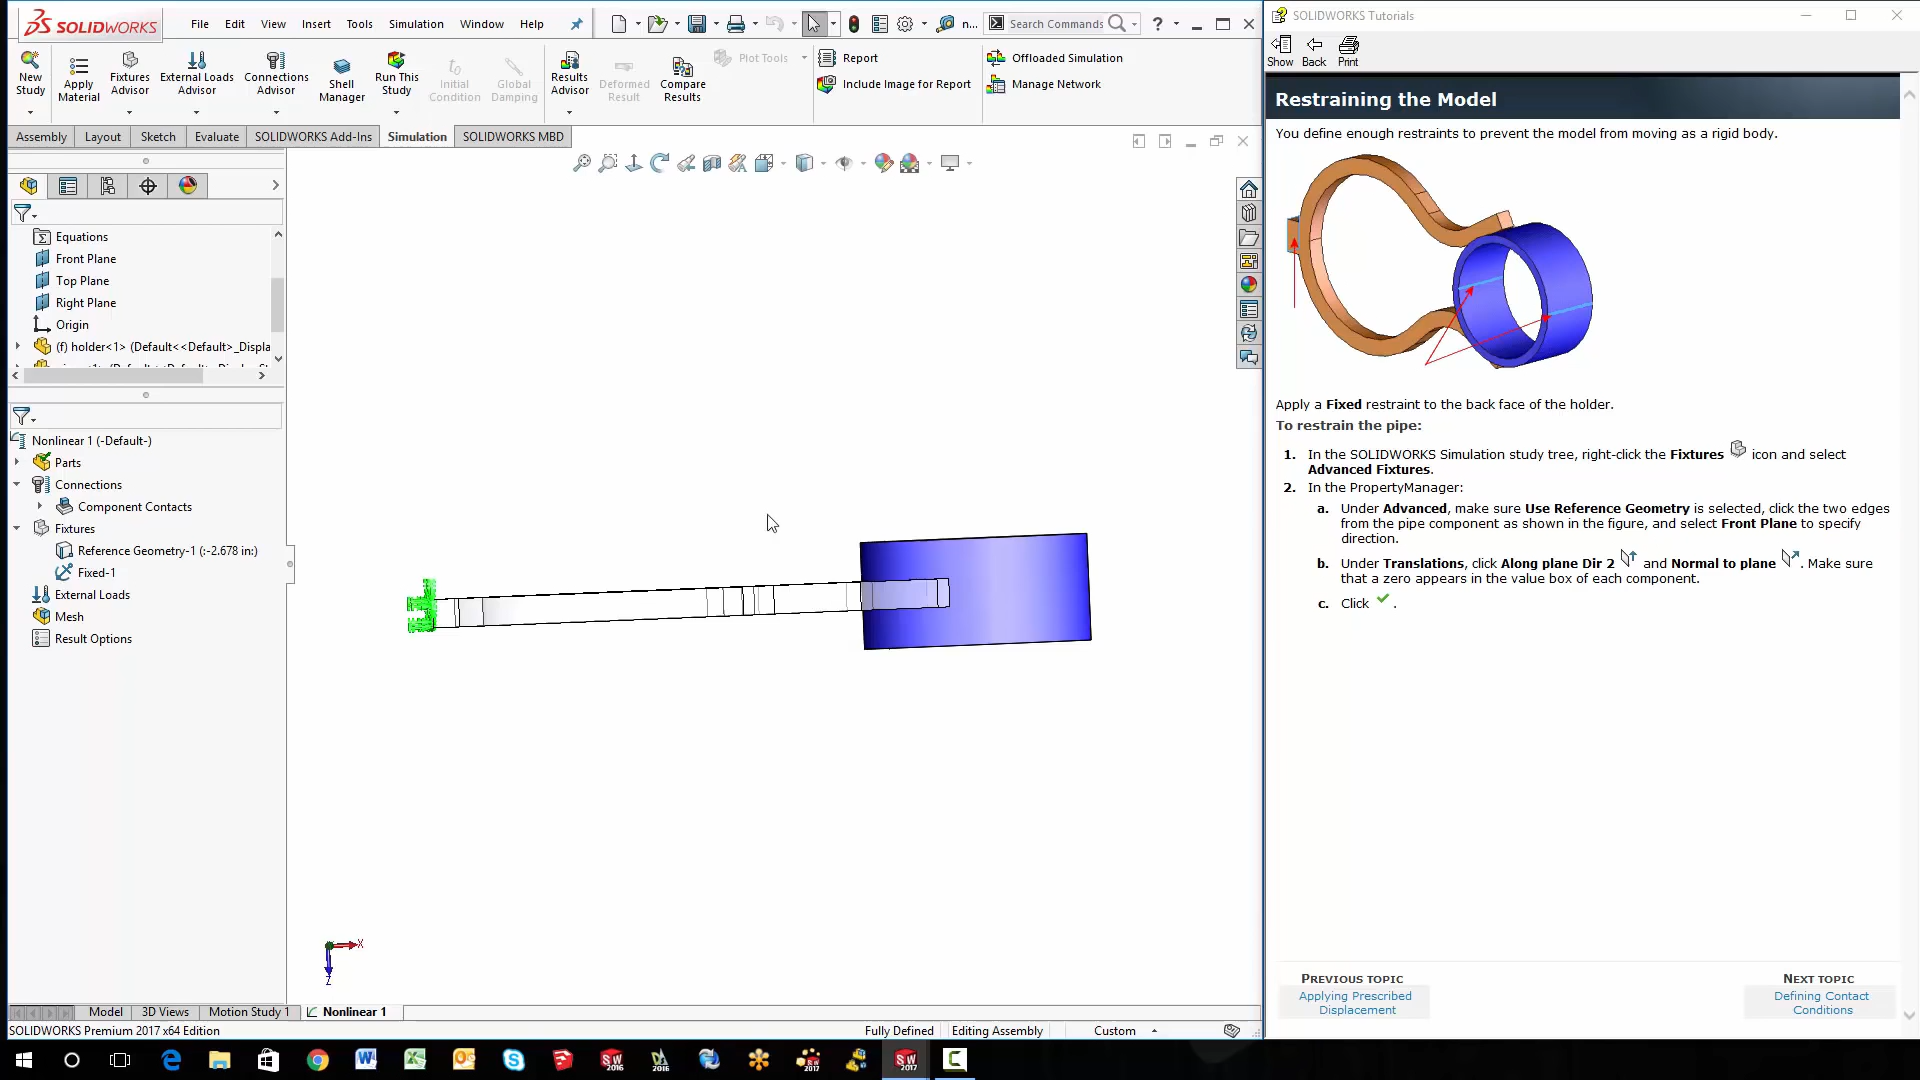 SOLIDWORKS
File Edit View Insert Tools Simulation Window Help
n...
Search Commands
?
New Study
Apply Material
Fixtures Advisor
External Loads Advisor
Connections Advisor
Shell Manager
Run This Study
Initial Condition
Global Damping
Results Advisor
Deformed Result
Compare Results
Plot Tools
Report
Include Image for Report
Offloaded Simulation
Manage Network
Assembly Layout Sketch Evaluate SOLIDWORKS Add-Ins Simulation SOLIDWORKS MBD
Equations
Front Plane
Top Plane
Right Plane
Origin
(f) holder<1> (Default<<Default>_Displa
Nonlinear 1 (-Default-)
Parts
Connections
Component Contacts
Fixtures
Reference Geometry-1 (:-2.678 in:)
Fixed-1
External Loads
Mesh
Result Options
X
Z
Model 3D Views Motion Study 1 Nonlinear 1
SOLIDWORKS Premium 2017 x64 Edition
Fully Defined Editing Assembly Custom
SOLIDWORKS Tutorials
Show Back Print
Restraining the Model
You define enough restraints to prevent the model from moving as a rigid body.
Apply a Fixed restraint to the back face of the holder.
To restrain the pipe:
1. In the SOLIDWORKS Simulation study tree, right-click the Fixtures icon and select
Advanced Fixtures.
2. In the PropertyManager:
a. Under Advanced, make sure Use Reference Geometry is selected, click the two edges
from the pipe component as shown in the figure, and select Front Plane to specify
direction.
b. Under Translations, click Along plane Dir 2 and Normal to plane . Make sure
that a zero appears in the value box of each component.
c. Click .
PREVIOUS TOPIC
Applying Prescribed
Displacement
NEXT TOPIC
Defining Contact
Conditions
SW 2016
2016
2017
SW 2017